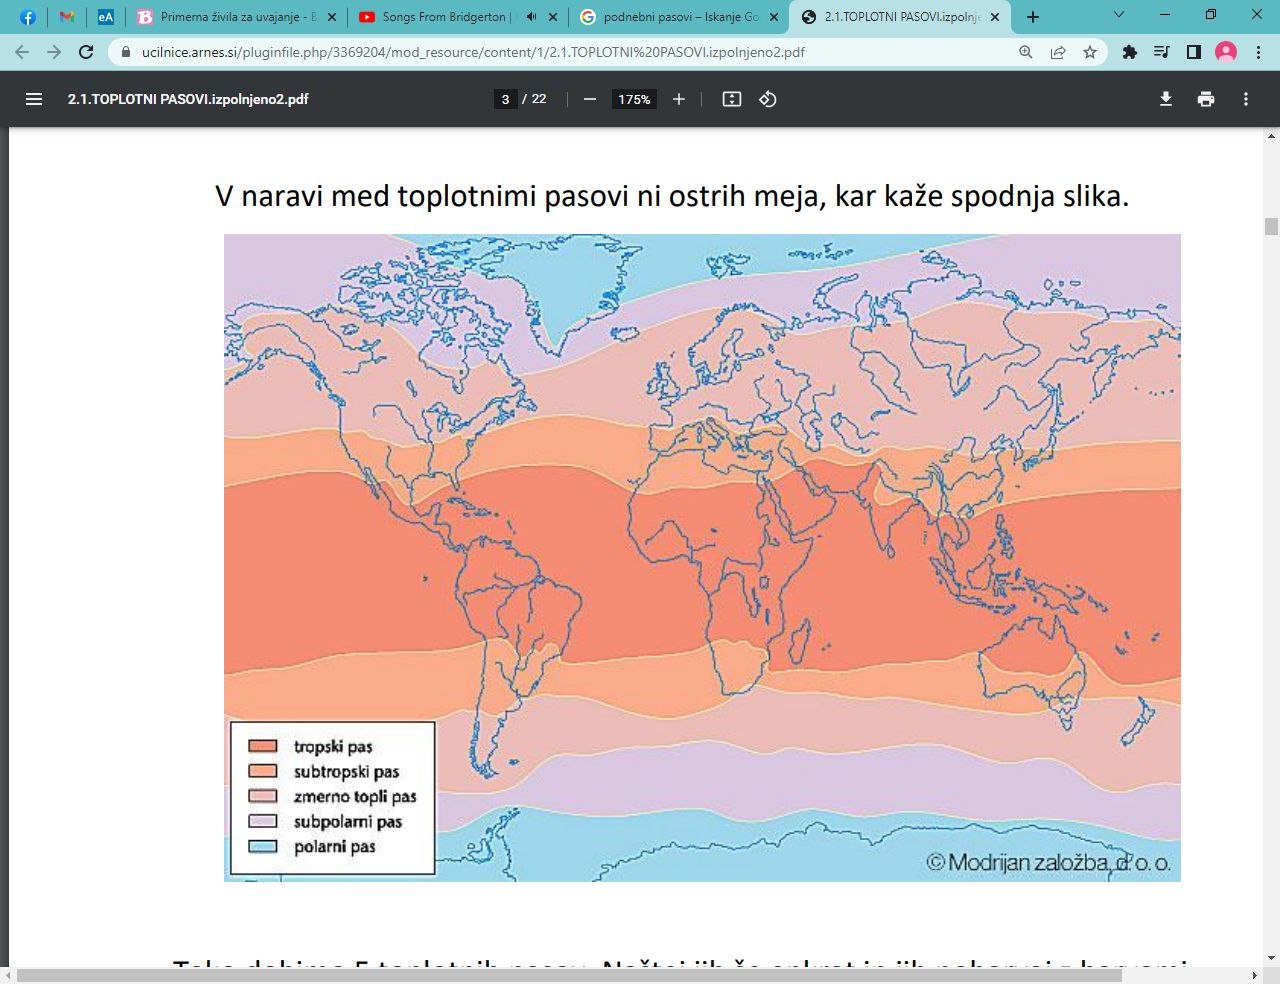 Primerna živila za uvajanje - B
Songs From Bridgerton |
podnebni pasovi – Iskanje Go
2.1.TOPLOTNI PASOVI.izpolnje
ucilnice.arnes.si/pluginfile.php/3369204/mod_resource/content/1/2.1.TOPLOTNI%20PASOVI.izpolnjeno2.pdf
2.1.TOPLOTNI PASOVI.izpolnjeno2.pdf
3 / 22
175%
V naravi med toplotnimi pasovi ni ostrih meja, kar kaže spodnja slika.
tropski pas
subtropski pas
zmerno topli pas
subpolarni pas
polarni pas
© Modrijan založba, d. o. o.